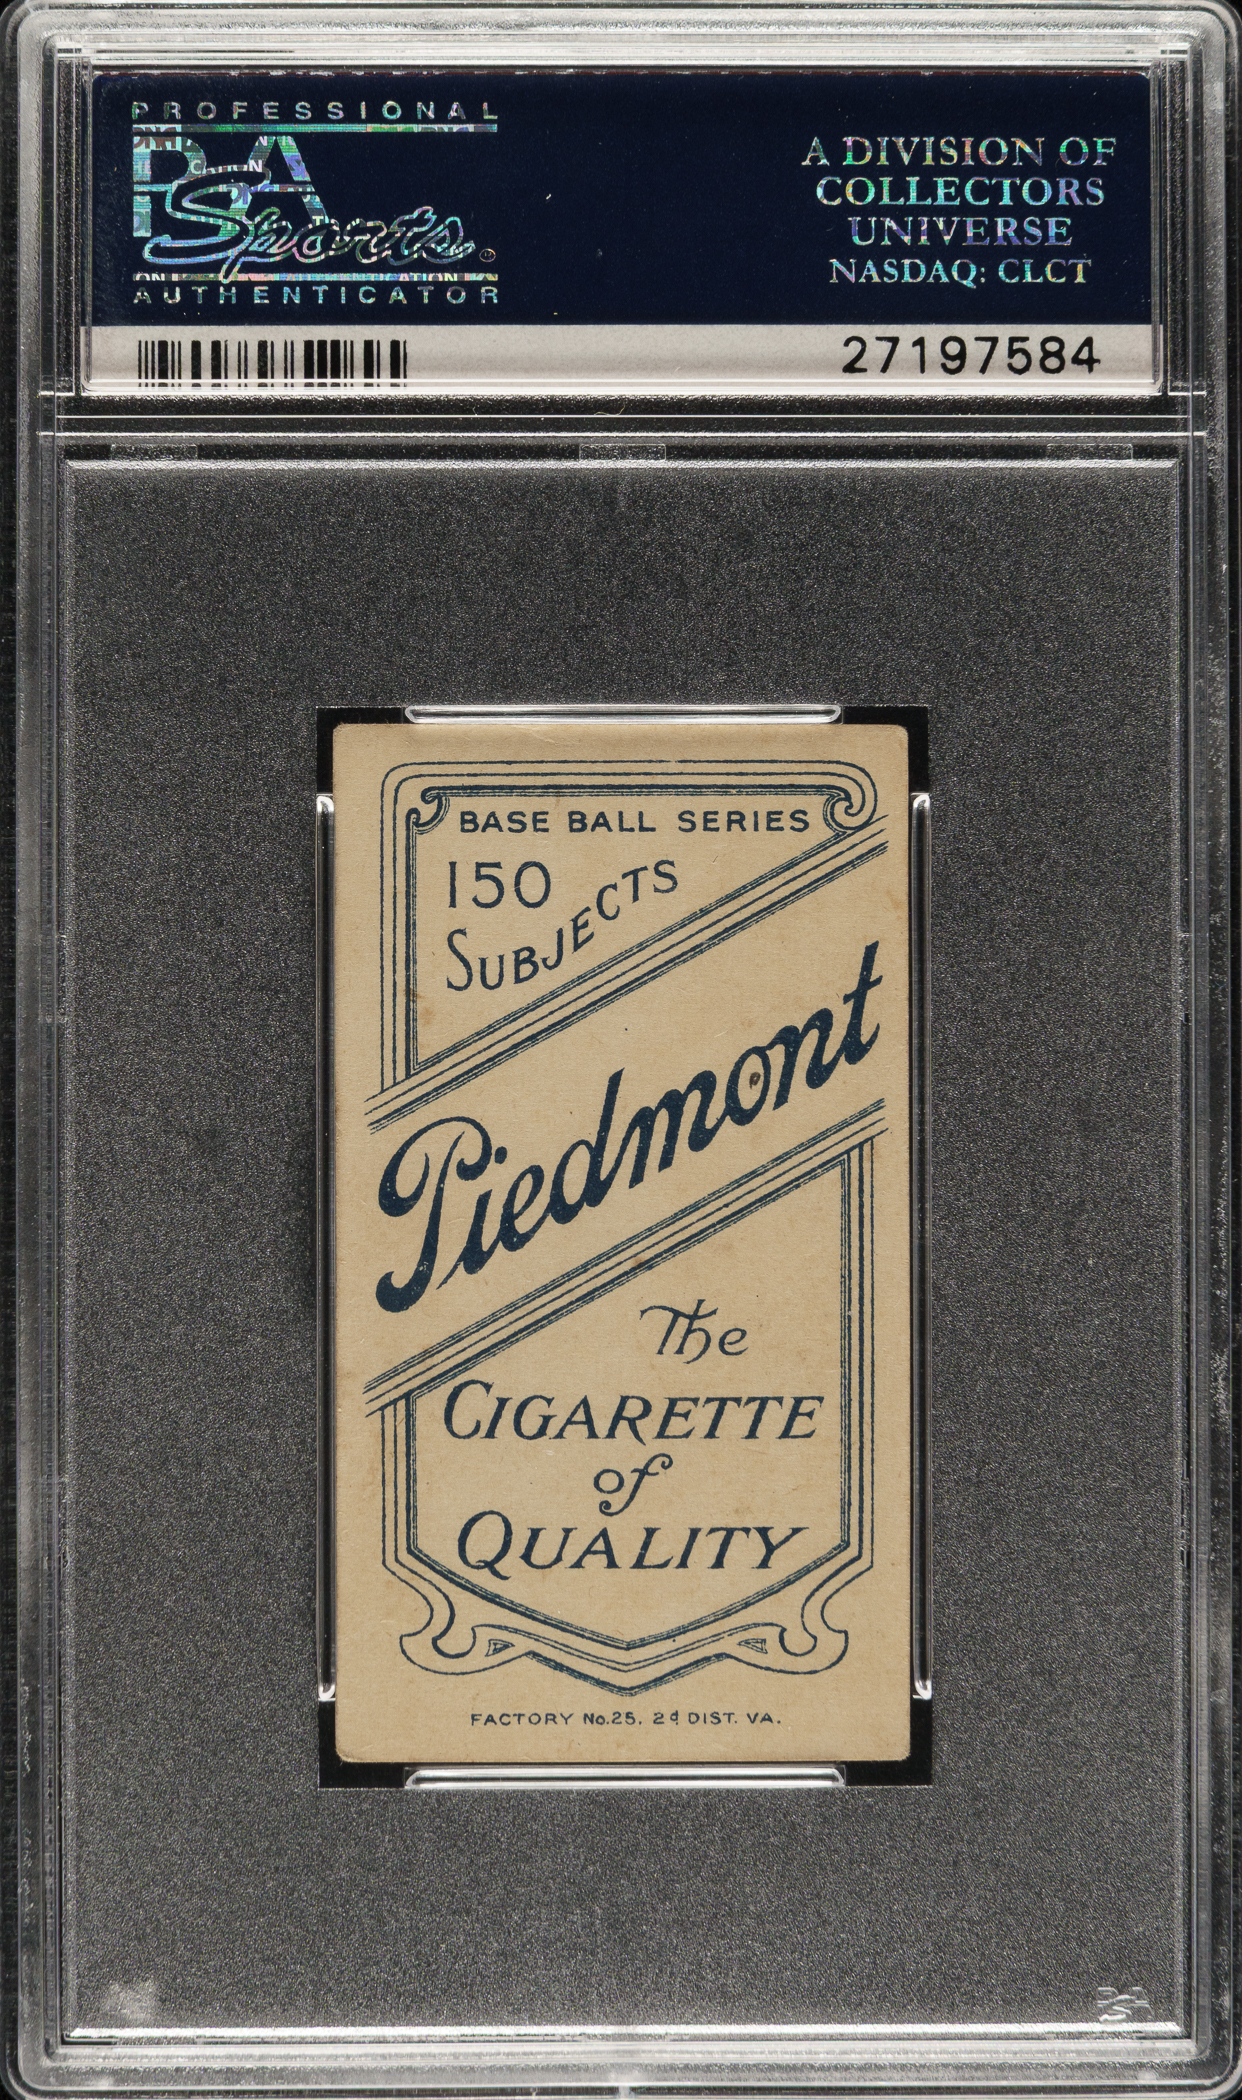 PROFESSIONAL
PSA
Sports
AUTHENTICATOR
A DIVISION OF
COLLECTORS
UNIVERSE
NASDAQ: CLCT
27197584
BASE BALL SERIES
150
SUBJECTS
Piedmont
The
CIGARETTE
of
QUALITY
FACTORY No.25. 2d DIST. VA.
PSA